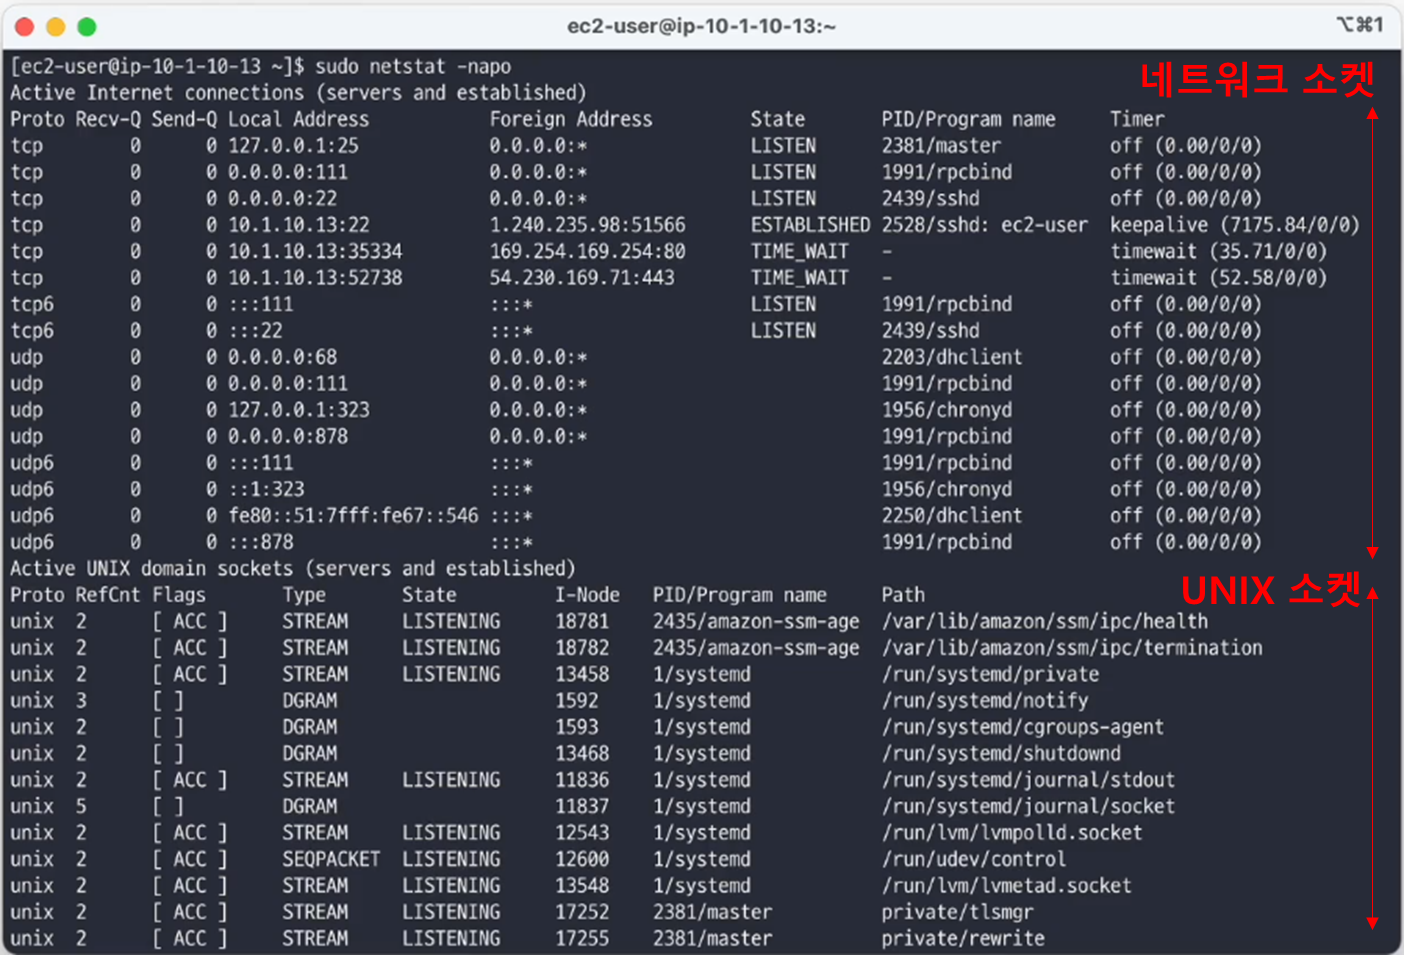 ec2-user@ip-10-1-10-13:~ ⌥⌘1
[ec2-user@ip-10-1-10-13 ~]$ sudo netstat -napo
네트워크 소켓
Active Internet connections (servers and established)
Proto Recv-Q Send-Q Local Address Foreign Address State PID/Program name Timer
tcp 0 0 127.0.0.1:25 0.0.0.0:* LISTEN 2381/master off (0.00/0/0)
tcp 0 0 0.0.0.0:111 0.0.0.0:* LISTEN 1991/rpcbind off (0.00/0/0)
tcp 0 0 0.0.0.0:22 0.0.0.0:* LISTEN 2439/sshd off (0.00/0/0)
tcp 0 0 10.1.10.13:22 1.240.235.98:51566 ESTABLISHED 2528/sshd: ec2-user keepalive (7175.84/0/0)
tcp 0 0 10.1.10.13:35334 169.254.169.254:80 TIME_WAIT - timewait (35.71/0/0)
tcp 0 0 10.1.10.13:52738 54.230.169.71:443 TIME_WAIT - timewait (52.58/0/0)
tcp6 0 0 :::111 :::* LISTEN 1991/rpcbind off (0.00/0/0)
tcp6 0 0 :::22 :::* LISTEN 2439/sshd off (0.00/0/0)
udp 0 0 0.0.0.0:68 0.0.0.0:* 2203/dhclient off (0.00/0/0)
udp 0 0 0.0.0.0:111 0.0.0.0:* 1991/rpcbind off (0.00/0/0)
udp 0 0 127.0.0.1:323 0.0.0.0:* 1956/chronyd off (0.00/0/0)
udp 0 0 0.0.0.0:878 0.0.0.0:* 1991/rpcbind off (0.00/0/0)
udp6 0 0 :::111 :::* 1991/rpcbind off (0.00/0/0)
udp6 0 0 ::1:323 :::* 1956/chronyd off (0.00/0/0)
udp6 0 0 fe80::51:7fff:fe67::546 :::* 2250/dhclient off (0.00/0/0)
udp6 0 0 :::878 :::* 1991/rpcbind off (0.00/0/0)
Active UNIX domain sockets (servers and established)
UNIX 소켓
Proto RefCnt Flags Type State I-Node PID/Program name Path
unix 2 [ ACC ] STREAM LISTENING 18781 2435/amazon-ssm-age /var/lib/amazon/ssm/ipc/health
unix 2 [ ACC ] STREAM LISTENING 18782 2435/amazon-ssm-age /var/lib/amazon/ssm/ipc/termination
unix 2 [ ACC ] STREAM LISTENING 13458 1/systemd /run/systemd/private
unix 3 [ ] DGRAM 1592 1/systemd /run/systemd/notify
unix 2 [ ] DGRAM 1593 1/systemd /run/systemd/cgroups-agent
unix 2 [ ] DGRAM 13468 1/systemd /run/systemd/shutdownd
unix 2 [ ACC ] STREAM LISTENING 11836 1/systemd /run/systemd/journal/stdout
unix 5 [ ] DGRAM 11837 1/systemd /run/systemd/journal/socket
unix 2 [ ACC ] STREAM LISTENING 12543 1/systemd /run/lvm/lvmpolld.socket
unix 2 [ ACC ] SEQPACKET LISTENING 12600 1/systemd /run/udev/control
unix 2 [ ACC ] STREAM LISTENING 13548 1/systemd /run/lvm/lvmetad.socket
unix 2 [ ACC ] STREAM LISTENING 17252 2381/master private/tlsmgr
unix 2 [ ACC ] STREAM LISTENING 17255 2381/master private/rewrite